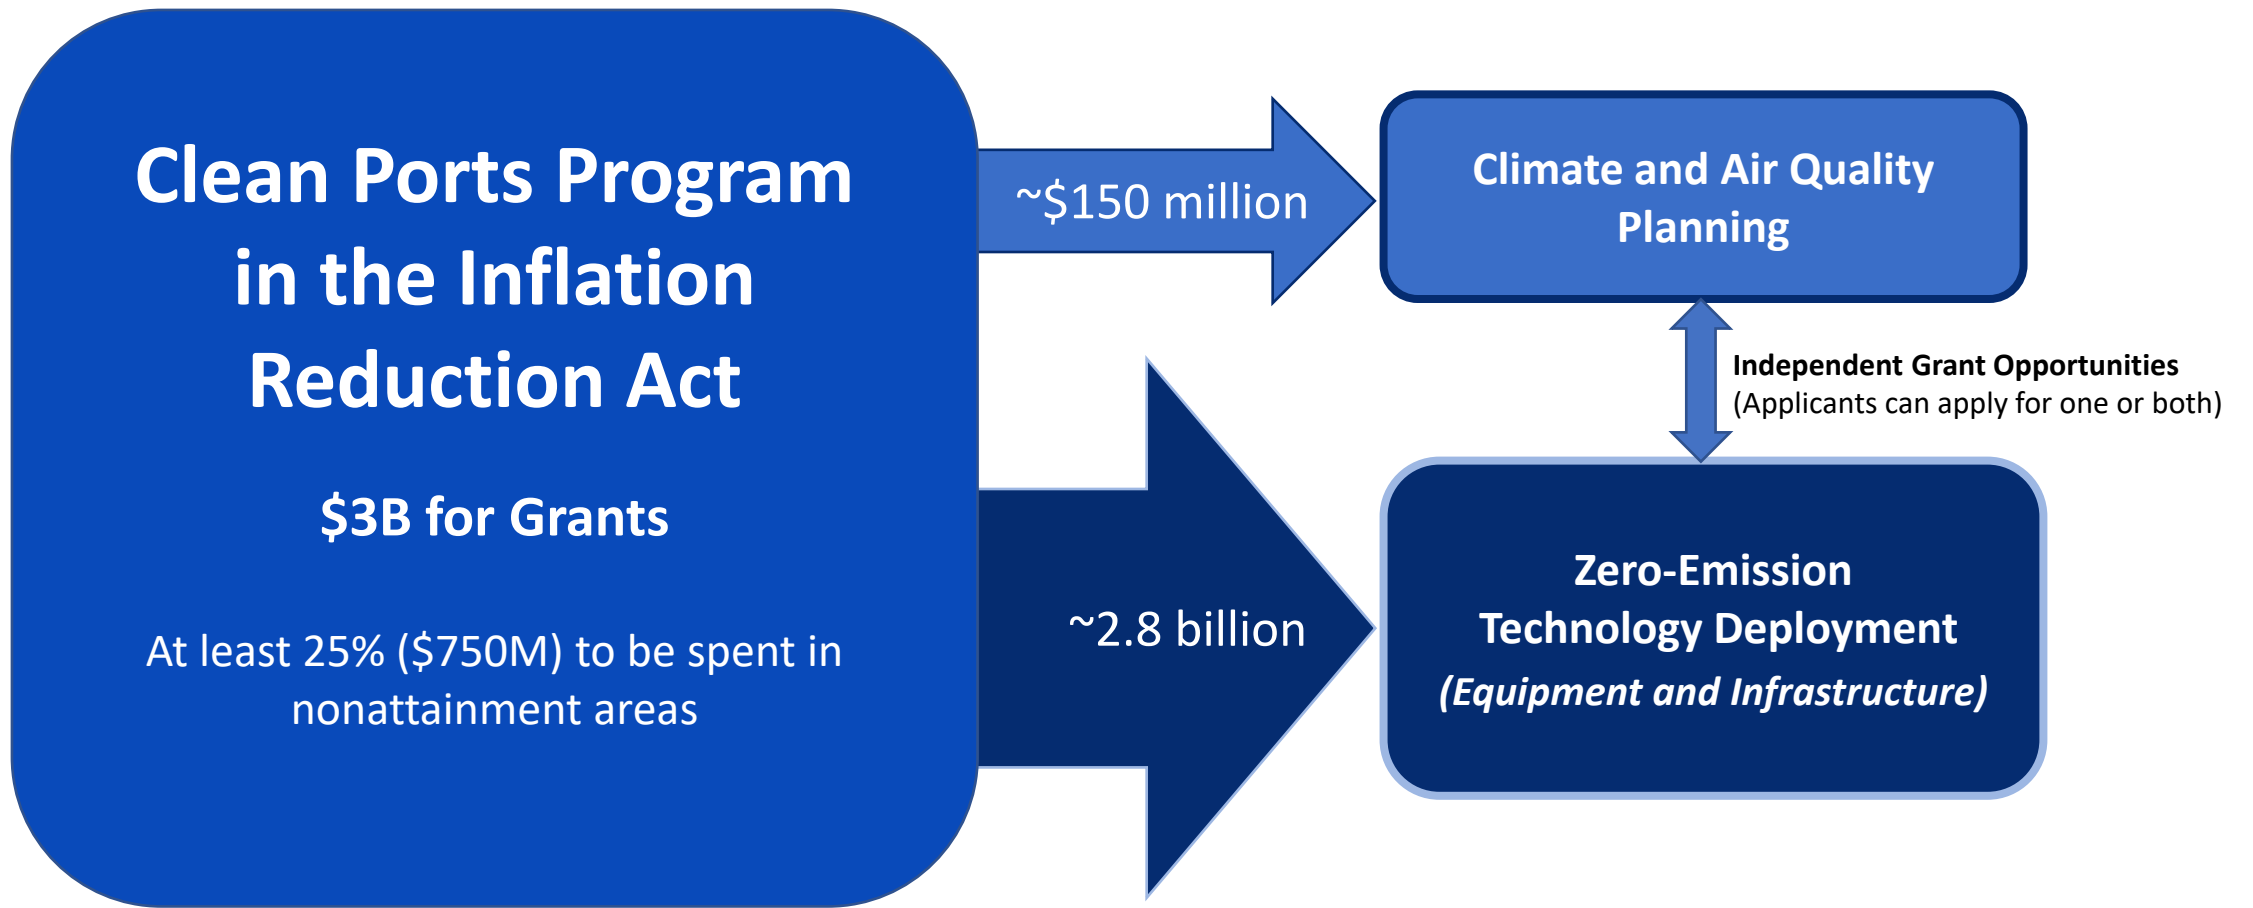 Clean Ports Program
in the Inflation
Reduction Act
$3B for Grants
At least 25% ($750M) to be spent in
nonattainment areas
~$150 million
Climate and Air Quality
Planning
Independent Grant Opportunities
(Applicants can apply for one or both)
~2.8 billion
Zero-Emission
Technology Deployment
(Equipment and Infrastructure)